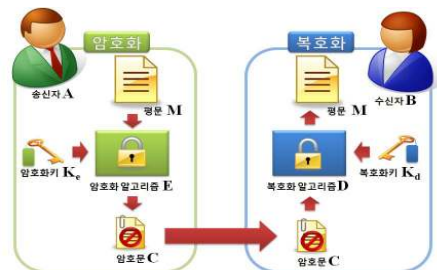 암호화
송신자 A
평문 M
암호화키 Ke
암호화 알고리즘 E
암호문 C
복호화
수신자 B
평문 M
복호화 알고리즘 D
복호화키 Kd
암호문 C